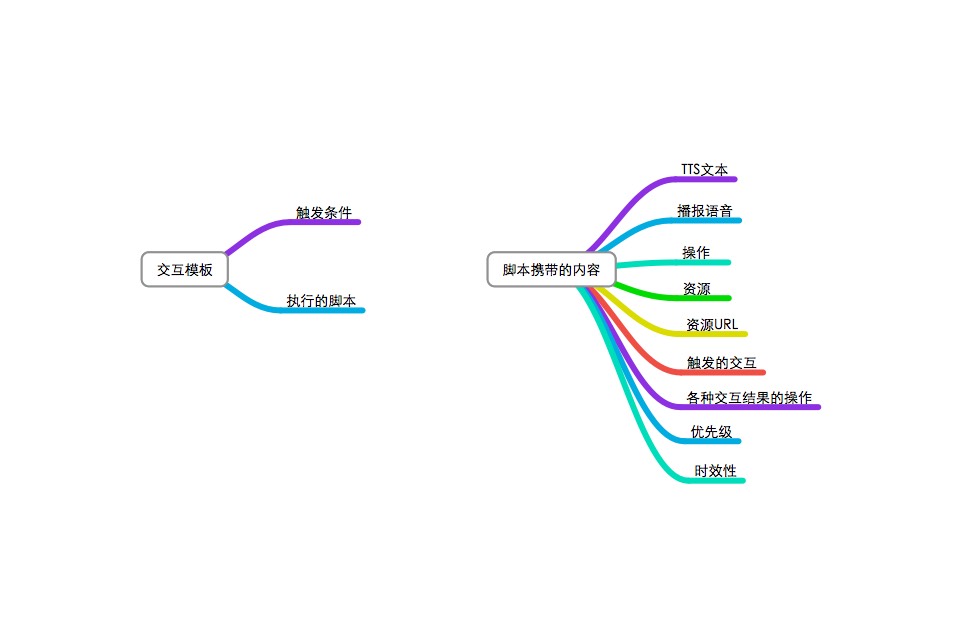 交互模板
触发条件
执行的脚本
脚本携带的内容
TTS文本
播报语音
操作
资源
资源URL
触发的交互
各种交互结果的操作
优先级
时效性